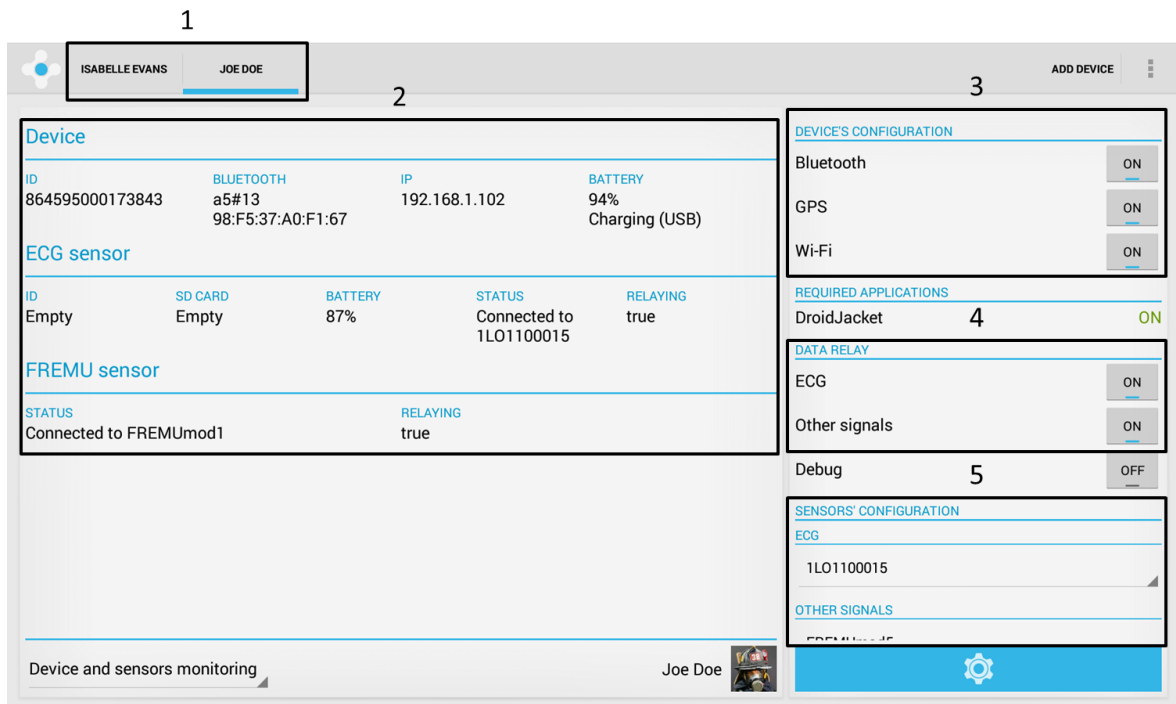 1
ISABELLE EVANS JOE DOE ADD DEVICE
2
3
Device
ID BLUETOOTH IP BATTERY
864595000173843 a5#13 192.168.1.102 94%
98:F5:37:A0:F1:67 Charging (USB)
ECG sensor
ID SD CARD BATTERY STATUS RELAYING
Empty Empty 87% Connected to true
1LO1100015
FREMU sensor
STATUS RELAYING
Connected to FREMUmod1 true
Device and sensors monitoring Joe Doe
DEVICE'S CONFIGURATION
Bluetooth ON
GPS ON
Wi-Fi ON
REQUIRED APPLICATIONS
DroidJacket 4 ON
DATA RELAY
ECG ON
Other signals ON
Debug 5 OFF
SENSORS' CONFIGURATION
ECG
1LO1100015
OTHER SIGNALS